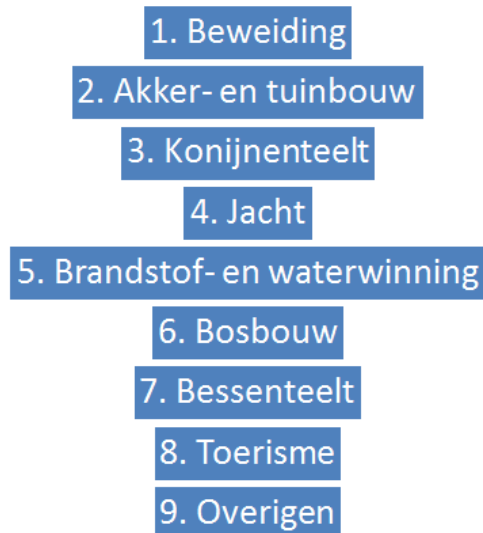 1. Beweiding
2. Akker- en tuinbouw
3. Konijnenteelt
4. Jacht
5. Brandstof- en waterwinning
6. Bosbouw
7. Bessenteelt
8. Toerisme
9. Overigen